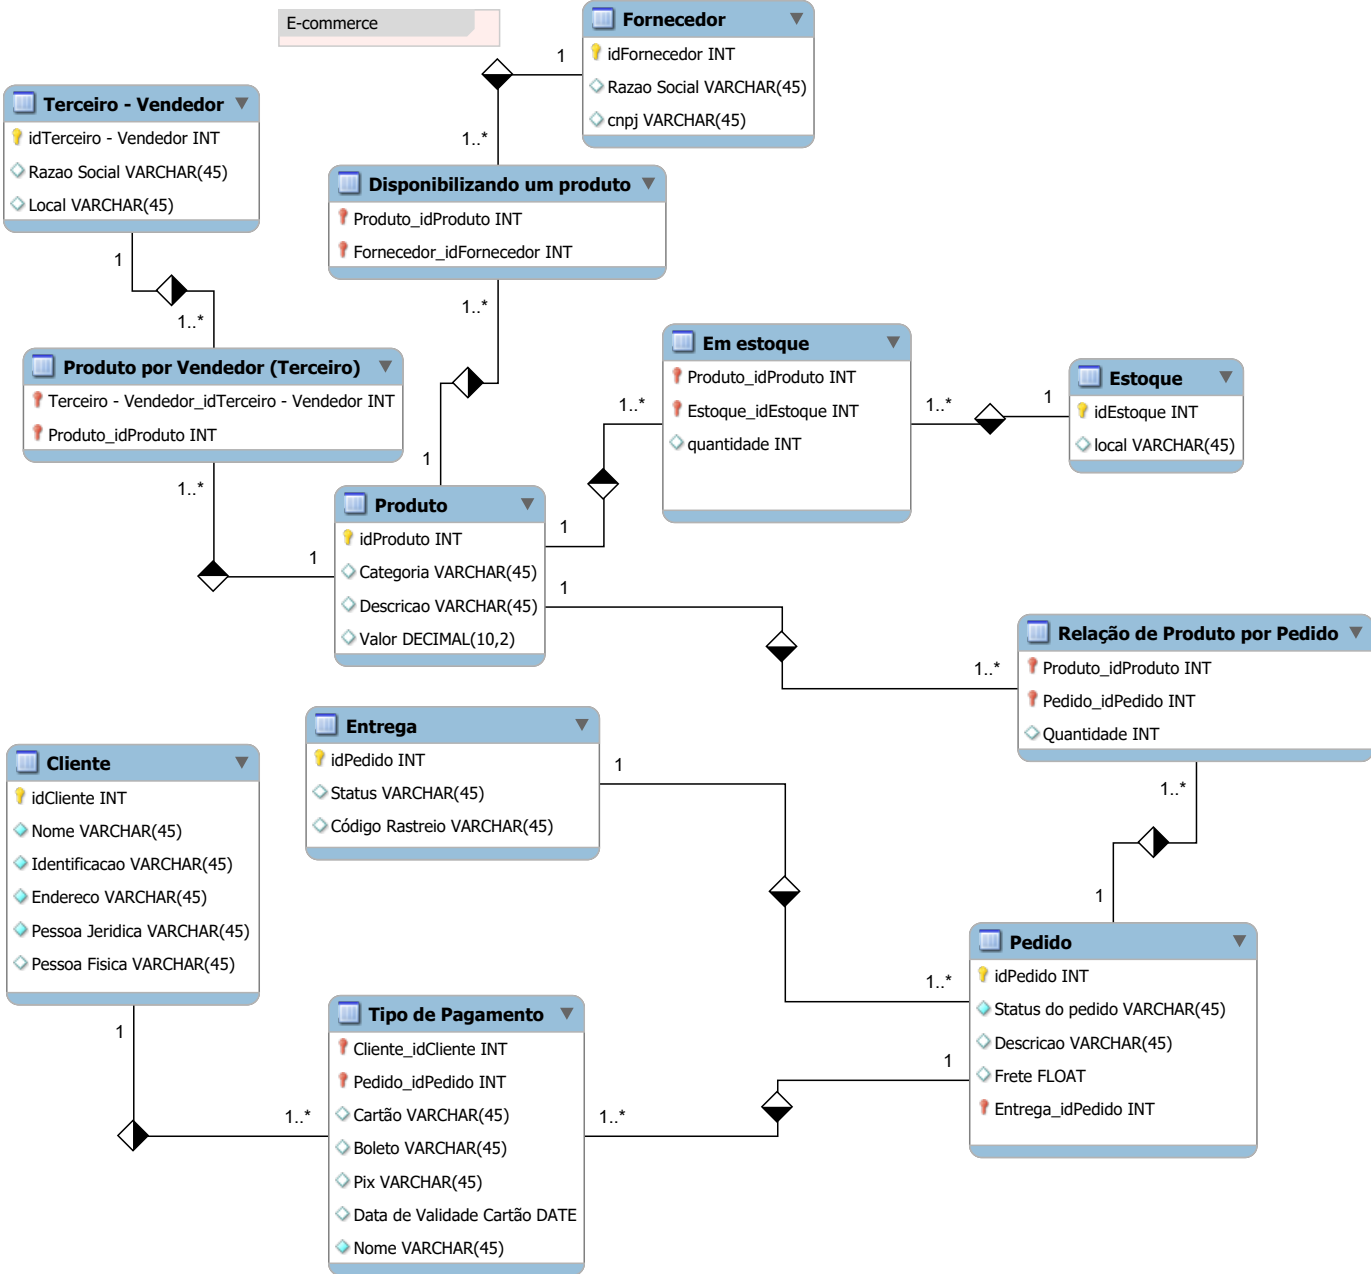 E-commerce
Fornecedor
idFornecedor INT
Razao Social VARCHAR(45)
cnpj VARCHAR(45)
1
1..*
Terceiro - Vendedor
idTerceiro - Vendedor INT
Razao Social VARCHAR(45)
Local VARCHAR(45)
1
1..*
Disponibilizando um produto
Produto_idProduto INT
Fornecedor_idFornecedor INT
1..*
1
Produto por Vendedor (Terceiro)
Terceiro - Vendedor_idTerceiro - Vendedor INT
Produto_idProduto INT
1..*
1
Em estoque
Produto_idProduto INT
Estoque_idEstoque INT
quantidade INT
1..*
1
1..*
1
Estoque
idEstoque INT
local VARCHAR(45)
Produto
idProduto INT
Categoria VARCHAR(45)
Descricao VARCHAR(45)
Valor DECIMAL(10,2)
1
1..*
Relação de Produto por Pedido
Produto_idProduto INT
Pedido_idPedido INT
Quantidade INT
1..*
1
Entrega
idPedido INT
Status VARCHAR(45)
Código Rastreio VARCHAR(45)
1
1..*
Cliente
idCliente INT
Nome VARCHAR(45)
Identificacao VARCHAR(45)
Endereco VARCHAR(45)
Pessoa Jeridica VARCHAR(45)
Pessoa Fisica VARCHAR(45)
1
1..*
Pedido
idPedido INT
Status do pedido VARCHAR(45)
Descricao VARCHAR(45)
Frete FLOAT
Entrega_idPedido INT
1
1..*
Tipo de Pagamento
Cliente_idCliente INT
Pedido_idPedido INT
Cartão VARCHAR(45)
Boleto VARCHAR(45)
Pix VARCHAR(45)
Data de Validade Cartão DATE
Nome VARCHAR(45)